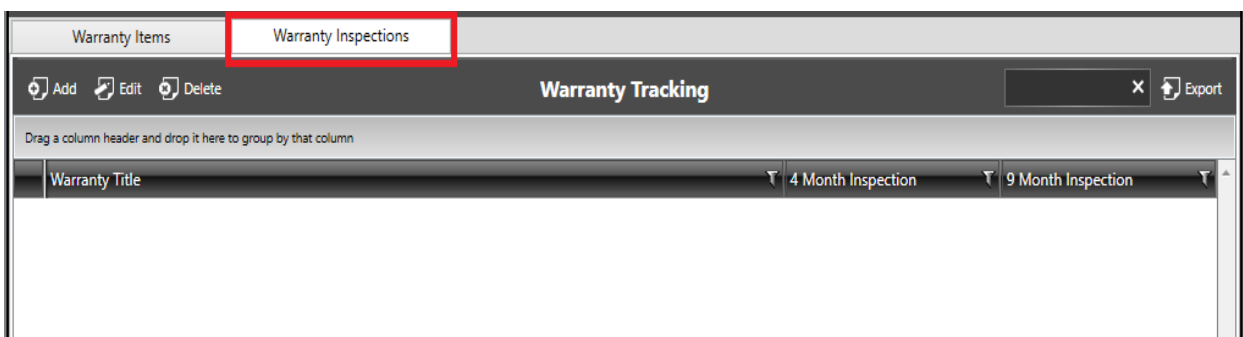 Warranty Items Warranty Inspections
Add Edit Delete Warranty Tracking Export
Drag a column header and drop it here to group by that column
Warranty Title 4 Month Inspection 9 Month Inspection